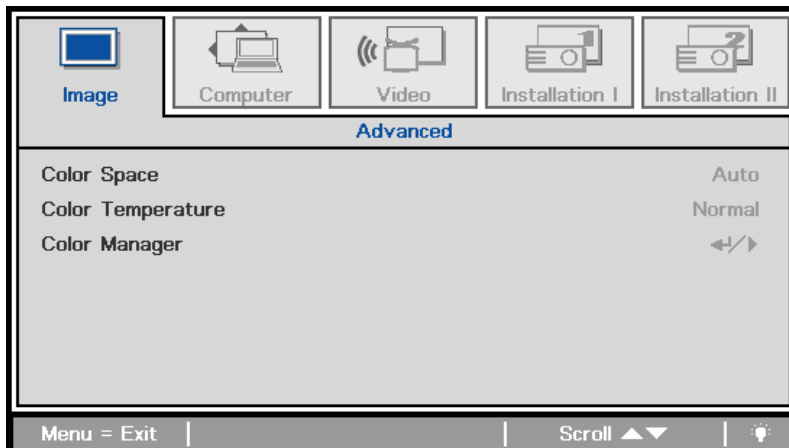 Image Computer Video Installation I Installation II
Advanced
Color Space Auto
Color Temperature Normal
Color Manager ↵/▶
Menu = Exit Scroll ▲▼